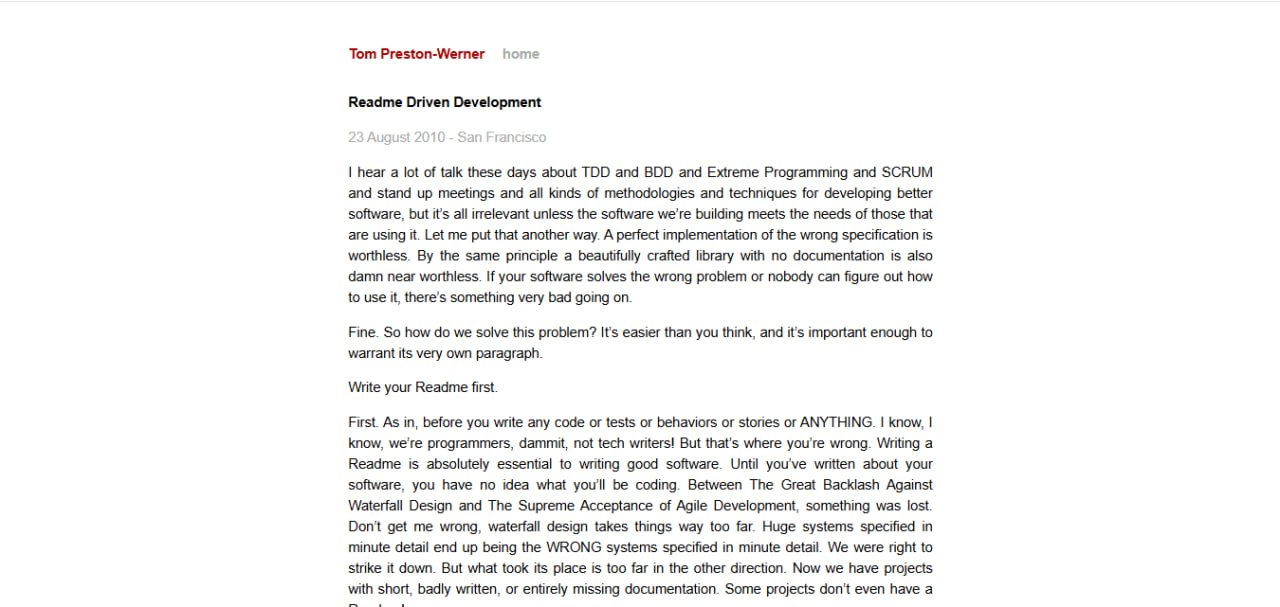 Tom Preston-Werner home
Readme Driven Development
23 August 2010 - San Francisco
I hear a lot of talk these days about TDD and BDD and Extreme Programming and SCRUM
and stand up meetings and all kinds of methodologies and techniques for developing better
software, but it’s all irrelevant unless the software we’re building meets the needs of those that
are using it. Let me put that another way. A perfect implementation of the wrong specification is
worthless. By the same principle a beautifully crafted library with no documentation is also
damn near worthless. If your software solves the wrong problem or nobody can figure out how
to use it, there’s something very bad going on.
Fine. So how do we solve this problem? It’s easier than you think, and it’s important enough to
warrant its very own paragraph.
Write your Readme first.
First. As in, before you write any code or tests or behaviors or stories or ANYTHING. I know, I
know, we’re programmers, dammit, not tech writers! But that’s where you’re wrong. Writing a
Readme is absolutely essential to writing good software. Until you’ve written about your
software, you have no idea what you’ll be coding. Between The Great Backlash Against
Waterfall Design and The Supreme Acceptance of Agile Development, something was lost.
Don’t get me wrong, waterfall design takes things way too far. Huge systems specified in
minute detail end up being the WRONG systems specified in minute detail. We were right to
strike it down. But what took its place is too far in the other direction. Now we have projects
with short, badly written, or entirely missing documentation. Some projects don’t even have a